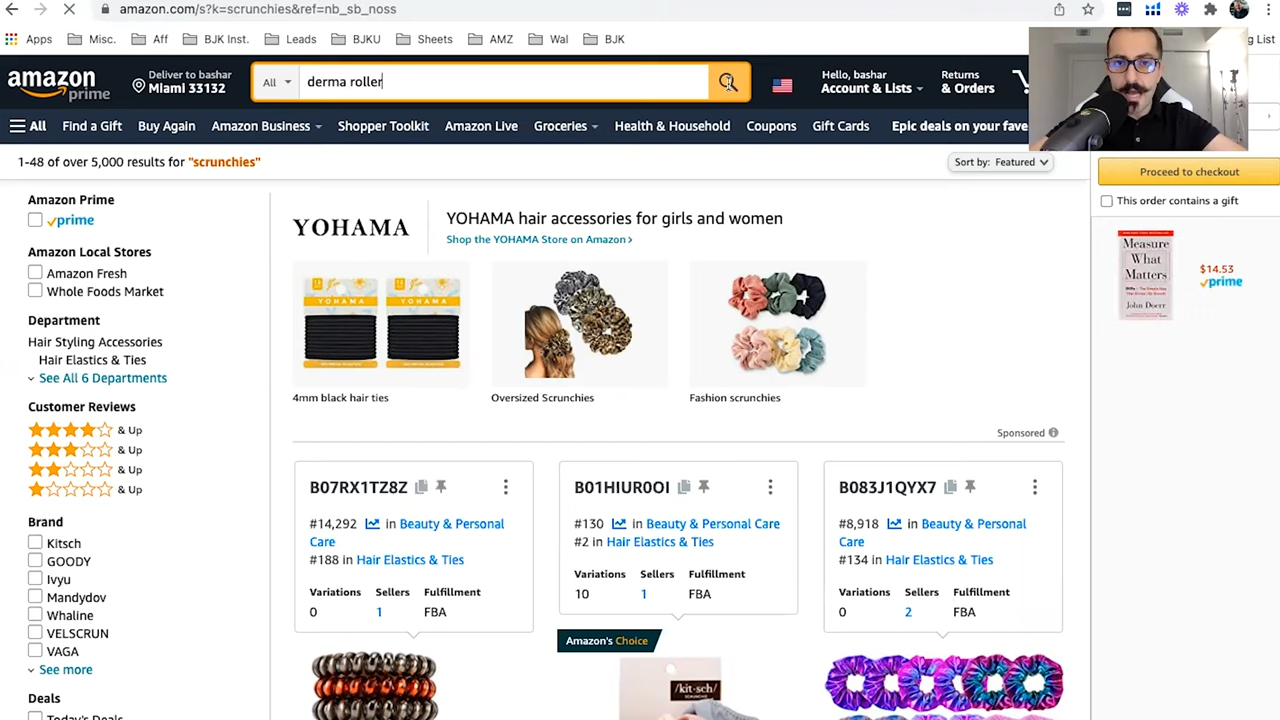 amazon.com/s?k=scrunchies&ref=nb_sb_noss
Apps Misc. Aff BJK Inst. Leads BJKU Sheets AMZ Wal BJK g List
amazon prime
Deliver to bashar
Miami 33132
All derma roller
Hello, bashar
Account & Lists
Returns
& Orders
All Find a Gift Buy Again Amazon Business Shopper Toolkit Amazon Live Groceries Health & Household Coupons Gift Cards Epic deals on your fave
1-48 of over 5,000 results for "scrunchies"
Sort by: Featured
Proceed to checkout
This order contains a gift
Measure
What
Matters
John Doerr
$14.53
prime
Amazon Prime
prime
Amazon Local Stores
Amazon Fresh
Whole Foods Market
Department
Hair Styling Accessories
Hair Elastics & Ties
See All 6 Departments
Customer Reviews
& Up
& Up
& Up
& Up
Brand
Kitsch
GOODY
Ivyu
Mandydov
Whaline
VELSCRUN
VAGA
See more
Deals
Today's Deals
YOHAMA
YOHAMA hair accessories for girls and women
Shop the YOHAMA Store on Amazon
YOHAMA YOHAMA
4mm black hair ties
Oversized Scrunchies
Fashion scrunchies
Sponsored
B07RX1TZ8Z
#14,292 in Beauty & Personal
Care
#188 in Hair Elastics & Ties
Variations Sellers Fulfillment
0 1 FBA
B01HIUR0OI
#130 in Beauty & Personal Care
#2 in Hair Elastics & Ties
Variations Sellers Fulfillment
10 1 FBA
Amazon's Choice
/kit·sch/
B083J1QYX7
#8,918 in Beauty & Personal
Care
#134 in Hair Elastics & Ties
Variations Sellers Fulfillment
0 2 FBA